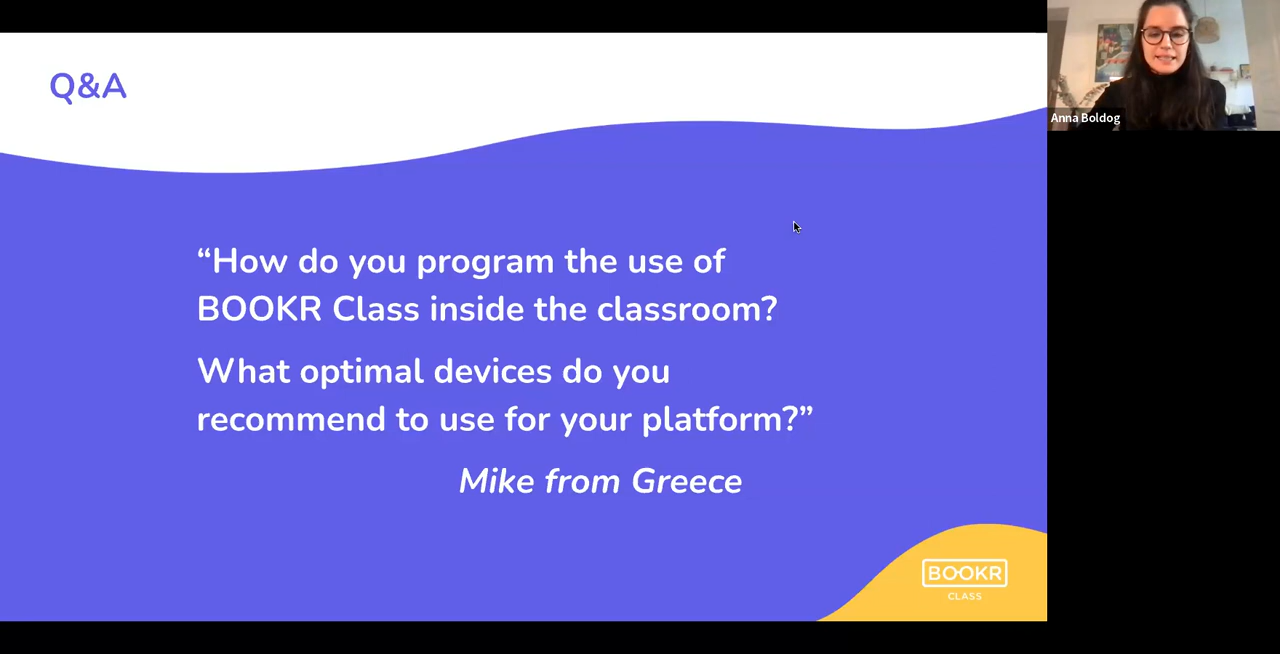 Q&A
Anna Boldog
“How do you program the use of
BOOKR Class inside the classroom?
What optimal devices do you
recommend to use for your platform?”
Mike from Greece
BOOKR
CLASS